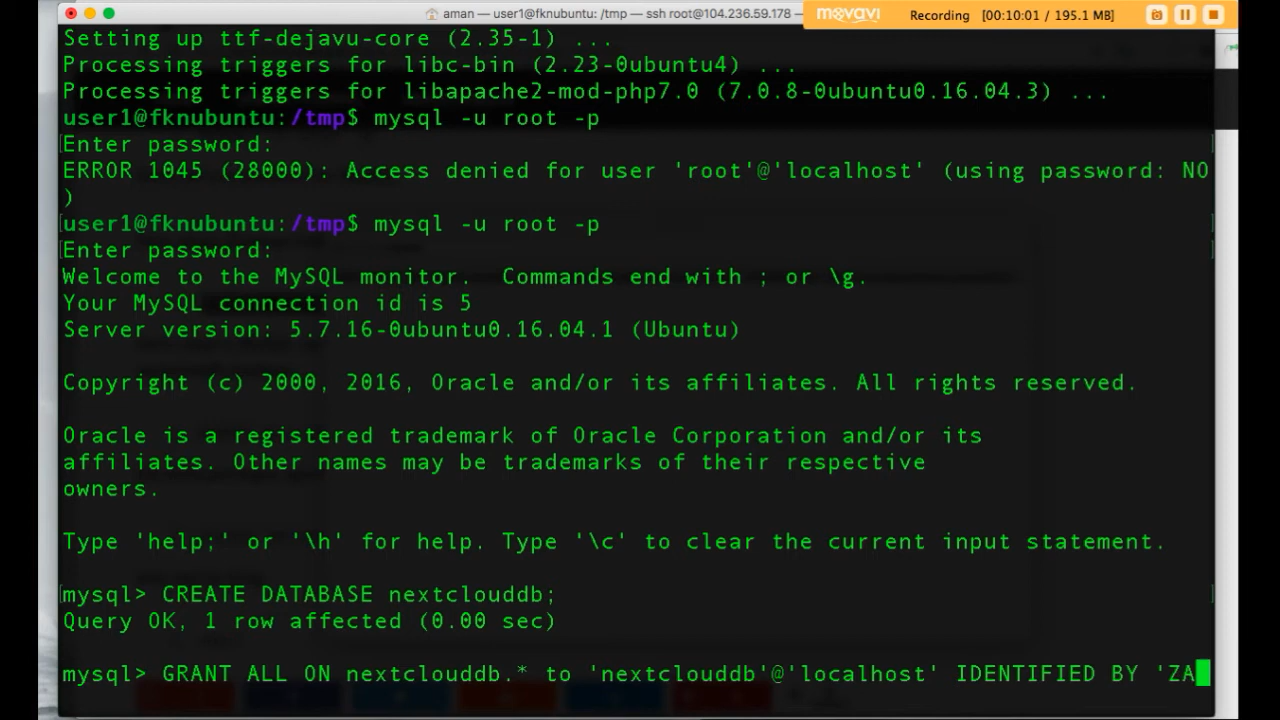 aman — user1@fknubuntu: /tmp — ssh root@104.236.59.178 —
movavi
Recording (00:10:01 / 195.1 MB)
Setting up ttf-dejavu-core (2.35-1) ...
Processing triggers for libc-bin (2.23-0ubuntu4) ...
Processing triggers for libapache2-mod-php7.0 (7.0.8-0ubuntu0.16.04.3) ...
user1@fknubuntu:/tmp$ mysql -u root -p
Enter password:
ERROR 1045 (28000): Access denied for user 'root'@'localhost' (using password: NO
)
user1@fknubuntu:/tmp$ mysql -u root -p
Enter password:
Welcome to the MySQL monitor.  Commands end with ; or \g.
Your MySQL connection id is 5
Server version: 5.7.16-0ubuntu0.16.04.1 (Ubuntu)
Copyright (c) 2000, 2016, Oracle and/or its affiliates. All rights reserved.
Oracle is a registered trademark of Oracle Corporation and/or its
affiliates. Other names may be trademarks of their respective
owners.
Type 'help;' or '\h' for help. Type '\c' to clear the current input statement.
mysql> CREATE DATABASE nextclouddb;
Query OK, 1 row affected (0.00 sec)
mysql> GRANT ALL ON nextclouddb.* to 'nextclouddb'@'localhost' IDENTIFIED BY 'ZA